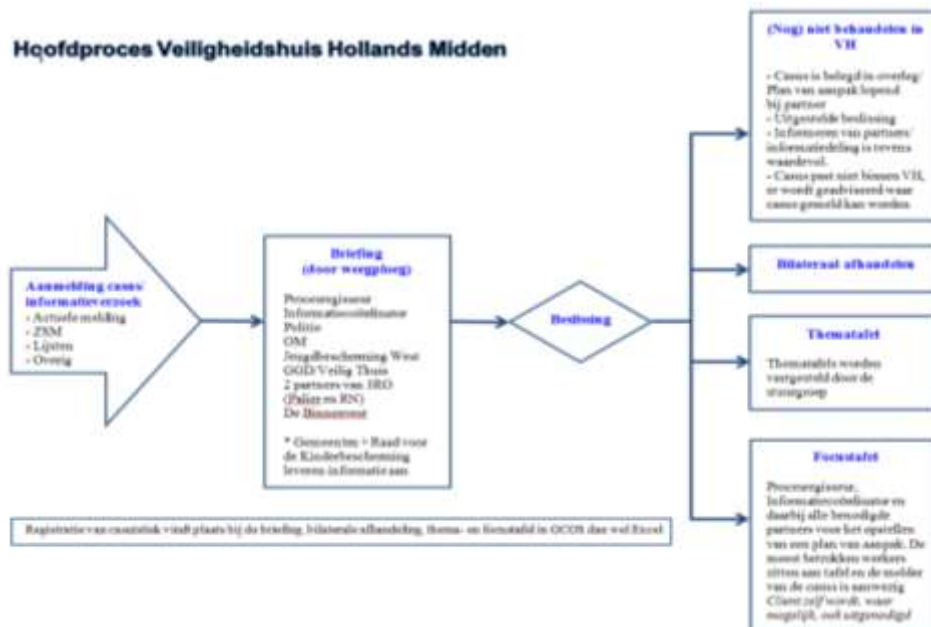 Hoofdproces Veiligheidshuis Hollands Midden
Aanmelding casus/
informatieverzoek
- Actuele melding
- ZSM
- Lijsten
- Overig
Briefing
(door weegploeg)
Procesregisseur
Informatiecoördinator
Politie
OM
Jeugdbescherming West
GGD/Veilig Thuis
2 partners van 3RO
(Palier en RN)
De Binnenvest
* Gemeenten + Raad voor
de Kinderbescherming
leveren informatie aan
Beslissing
(Nog) niet behandelen in
VH
- Casus is belegd in overleg/
Plan van aanpak lopend
bij partner
- Uitgestelde beslissing
- Informeren van partners/
informatiedeling is tevens
waardevol.
- Casus past niet binnen VH,
er wordt geadviseerd waar
casus gemeld kan worden
Bilateraal afhandelen
Thematafel
Thematafels worden
vastgesteld door de
stuurgroep
Focustafel
Procesregisseur,
Informatiecoördinator en
daarbij alle benodigde
partners voor het opstellen
van een plan van aanpak. De
meest betrokken werkers
zitten aan tafel en de melder
van de casus is aanwezig
Client zelf wordt, waar
mogelijk, ook uitgenodigd
Registratie van casuïstiek vindt plaats bij de briefing, bilaterale afhandeling, thema- en focustafel in GCOS dan wel Excel